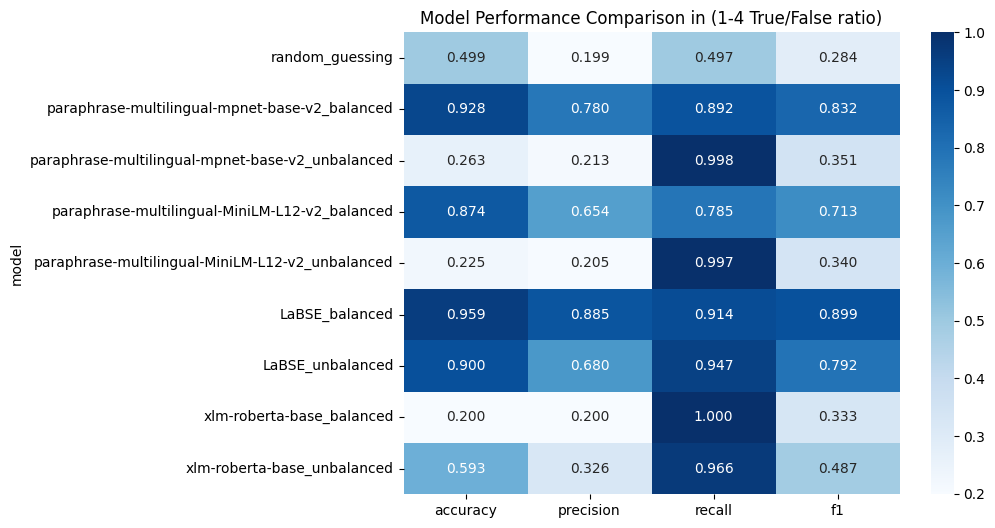 Model Performance Comparison in (1-4 True/False ratio)
model
random_guessing 0.499 0.199 0.497 0.284
paraphrase-multilingual-mpnet-base-v2_balanced 0.928 0.780 0.892 0.832
paraphrase-multilingual-mpnet-base-v2_unbalanced 0.263 0.213 0.998 0.351
paraphrase-multilingual-MiniLM-L12-v2_balanced 0.874 0.654 0.785 0.713
paraphrase-multilingual-MiniLM-L12-v2_unbalanced 0.225 0.205 0.997 0.340
LaBSE_balanced 0.959 0.885 0.914 0.899
LaBSE_unbalanced 0.900 0.680 0.947 0.792
xlm-roberta-base_balanced 0.200 0.200 1.000 0.333
xlm-roberta-base_unbalanced 0.593 0.326 0.966 0.487
accuracy precision recall f1
1.0
0.9
0.8
0.7
0.6
0.5
0.4
0.3
0.2